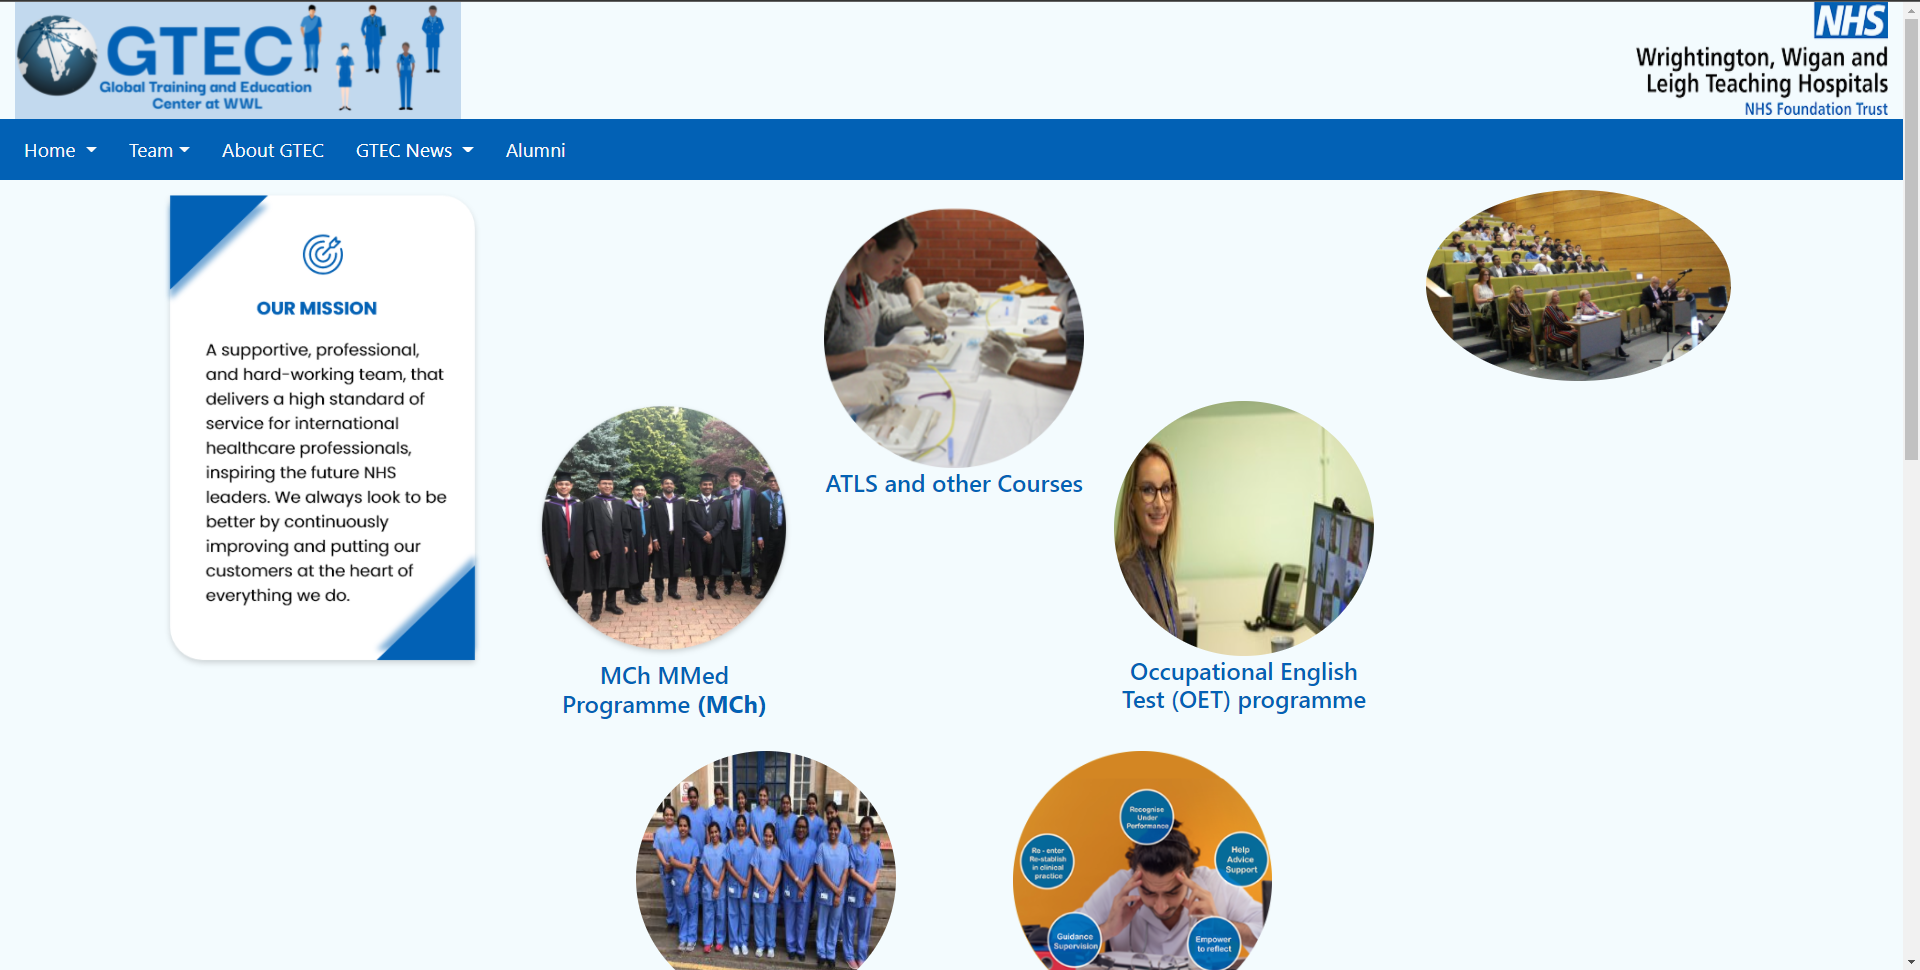 GTEC
Global Training and Education
Center at WWL
NHS
Wrightington, Wigan and
Leigh Teaching Hospitals
NHS Foundation Trust
Home
Team
About GTEC
GTEC News
Alumni
OUR MISSION
A supportive, professional,
and hard-working team, that
delivers a high standard of
service for international
healthcare professionals,
inspiring the future NHS
leaders. We always look to be
better by continuously
improving and putting our
customers at the heart of
everything we do.
ATLS and other Courses
MCh MMed
Programme (MCh)
Occupational English
Test (OET) programme
Recognise
Under
Performance
Re - enter
Re-establish
in clinical
practice
Help
Advice
Support
Guidance
Supervision
Empower
to reflect